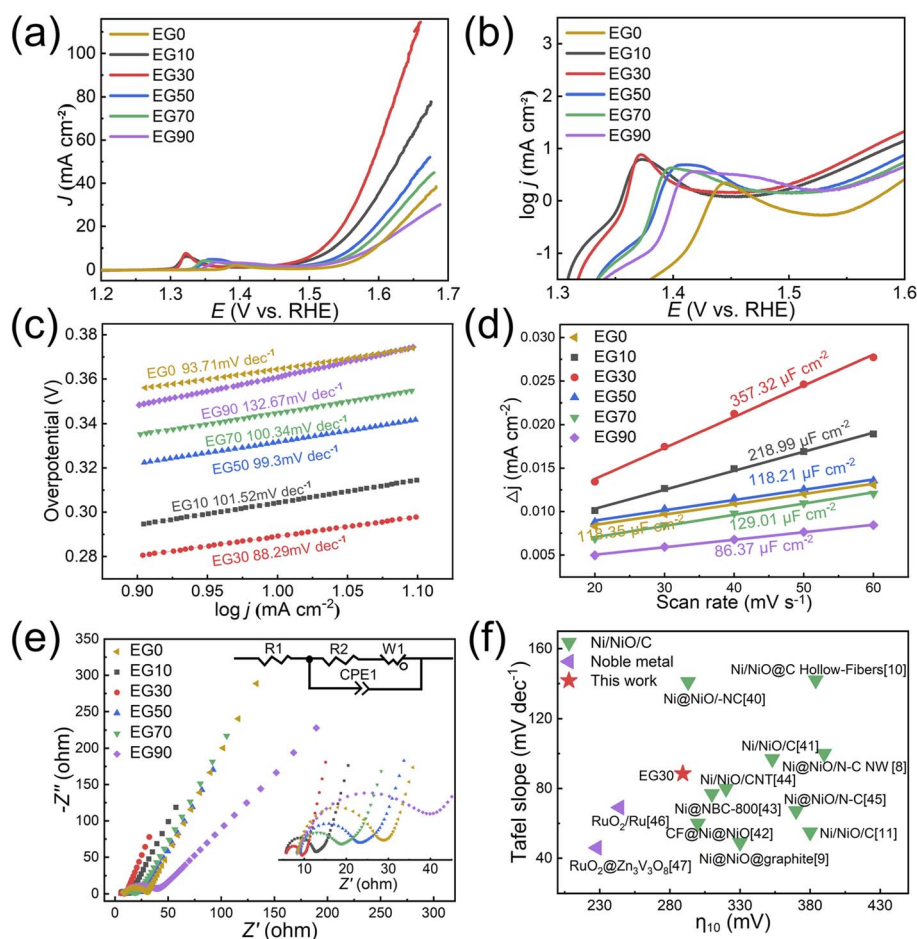 (a)
EG0
EG10
EG30
EG50
EG70
EG90
J (mA cm⁻²)
100
80
60
40
20
0
1.2 1.3 1.4 1.5 1.6 1.7
E (V vs. RHE)
(b)
EG0
EG10
EG30
EG50
EG70
EG90
log j (mA cm⁻²)
3
2
1
0
-1
1.3 1.4 1.5 1.6
E (V vs. RHE)
(c)
Overpotential (V)
0.38
0.36
0.34
0.32
0.30
0.28
EG0 93.71mV dec⁻¹
EG90 132.67mV dec⁻¹
EG70 100.34mV dec⁻¹
EG50 99.3mV dec⁻¹
EG10 101.52mV dec⁻¹
EG30 88.29mV dec⁻¹
0.90 0.95 1.00 1.05 1.10
log j (mA cm⁻²)
(d)
EG0
EG10
EG30
EG50
EG70
EG90
Δj (mA cm⁻²)
0.030
0.025
0.020
0.015
0.010
0.005
357.32 μF cm⁻²
218.99 μF cm⁻²
118.21 μF cm⁻²
118.35 μF cm⁻²
129.01 μF cm⁻²
86.37 μF cm⁻²
20 30 40 50 60
Scan rate (mV s⁻¹)
(e)
EG0
EG10
EG30
EG50
EG70
EG90
-Z″ (ohm)
350
300
250
200
150
100
50
0
R1 R2 W1
CPE1
10 20 30 40
Z′ (ohm)
0 50 100 150 200 250 300
Z′ (ohm)
(f)
Ni/NiO/C
Noble metal
This work
Tafel slope (mV dec⁻¹)
160
120
80
40
Ni/NiO@C Hollow-Fibers[10]
Ni@NiO/-NC[40]
Ni/NiO/C[41]
Ni@NiO/N-C NW [8]
EG30
Ni/NiO/CNT[44]
Ni@NBC-800[43]
Ni@NiO/N-C[45]
RuO₂/Ru[46]
CF@Ni@NiO[42]
Ni/NiO/C[11]
RuO₂@Zn₃V₃O₈[47]
Ni@NiO@graphite[9]
230 280 330 380 430
η₁₀ (mV)